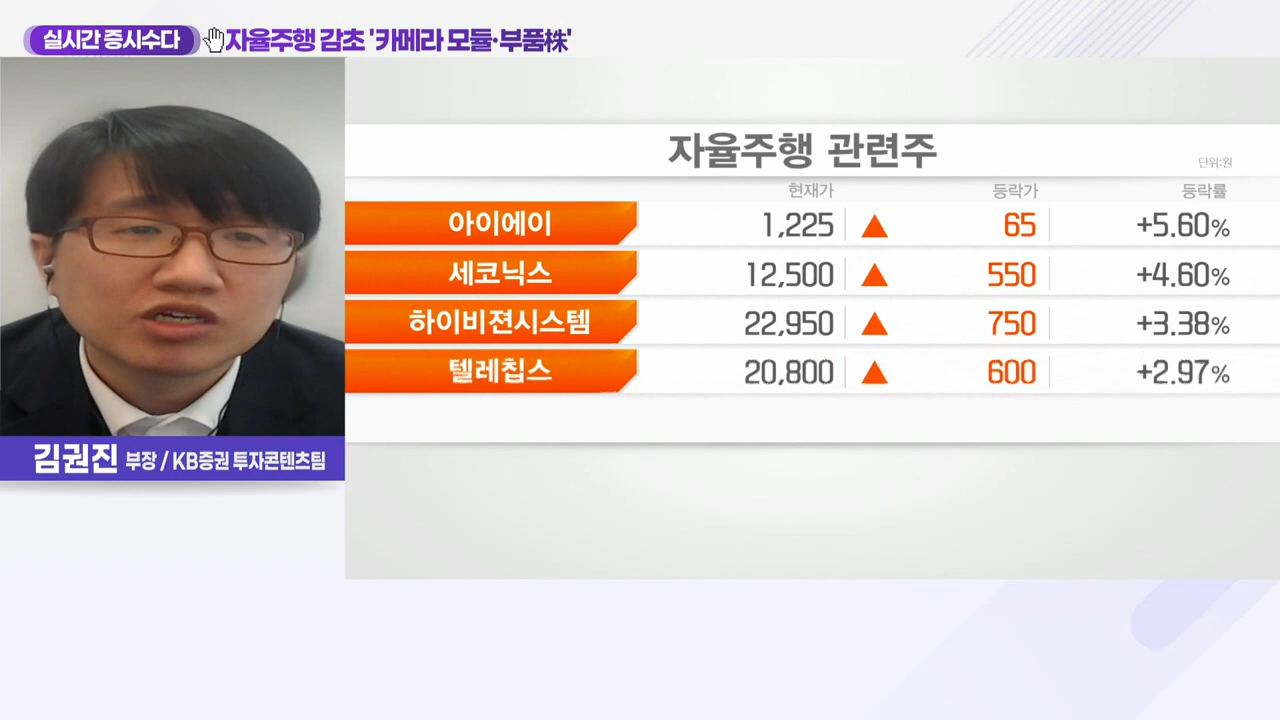 실시간 증시수다 자율주행 감초 '카메라 모듈·부품株'
자율주행 관련주
단위:원
현재가 등락가 등락률
아이에이 1,225 ▲ 65 +5.60%
세코닉스 12,500 ▲ 550 +4.60%
하이비젼시스템 22,950 ▲ 750 +3.38%
텔레칩스 20,800 ▲ 600 +2.97%
김권진 부장 / KB증권 투자콘텐츠팀